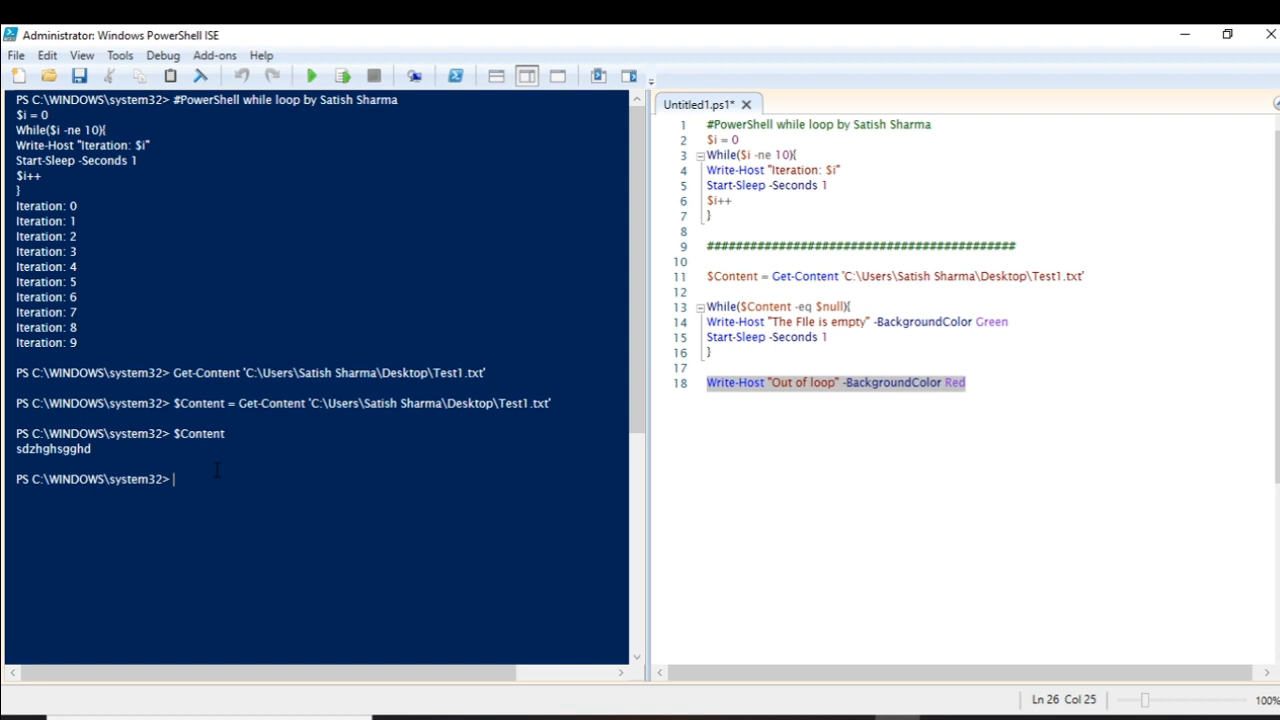 Administrator: Windows PowerShell ISE
File Edit View Tools Debug Add-ons Help
PS C:\WINDOWS\system32> #PowerShell while loop by Satish Sharma
$i = 0
While($i -ne 10){
Write-Host "Iteration: $i"
Start-Sleep -Seconds 1
$i++
}
Iteration: 0
Iteration: 1
Iteration: 2
Iteration: 3
Iteration: 4
Iteration: 5
Iteration: 6
Iteration: 7
Iteration: 8
Iteration: 9
PS C:\WINDOWS\system32> Get-Content 'C:\Users\Satish Sharma\Desktop\Test1.txt'
PS C:\WINDOWS\system32> $Content = Get-Content 'C:\Users\Satish Sharma\Desktop\Test1.txt'
PS C:\WINDOWS\system32> $Content
sdzhghsgghd
PS C:\WINDOWS\system32>
Untitled1.ps1*
1 #PowerShell while loop by Satish Sharma
2 $i = 0
3 While($i -ne 10){
4 Write-Host "Iteration: $i"
5 Start-Sleep -Seconds 1
6 $i++
7 }
8
9 ###########################################
10
11 $Content = Get-Content 'C:\Users\Satish Sharma\Desktop\Test1.txt'
12
13 While($Content -eq $null){
14 Write-Host "The FIle is empty" -BackgroundColor Green
15 Start-Sleep -Seconds 1
16 }
17
18 Write-Host "Out of loop" -BackgroundColor Red
Ln 26 Col 25 100%